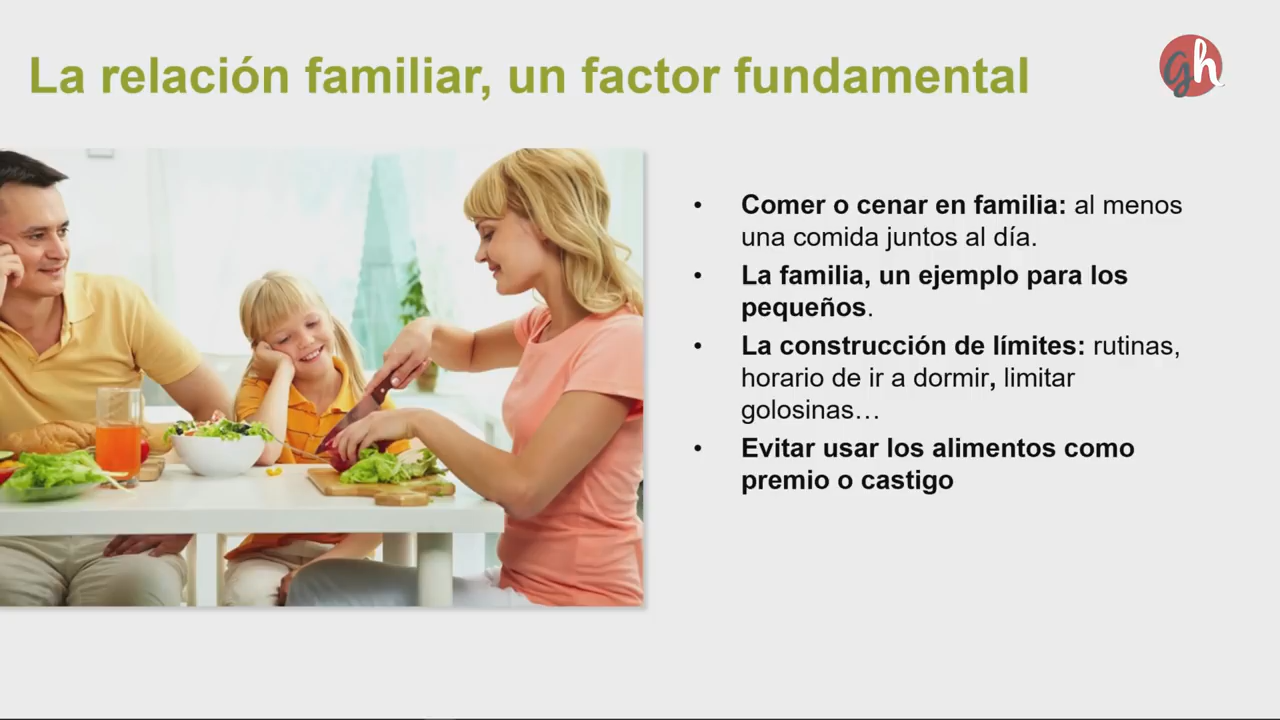 La relación familiar, un factor fundamental
gh
• Comer o cenar en familia: al menos
una comida juntos al día.
• La familia, un ejemplo para los
pequeños.
• La construcción de límites: rutinas,
horario de ir a dormir, limitar
golosinas…
• Evitar usar los alimentos como
premio o castigo